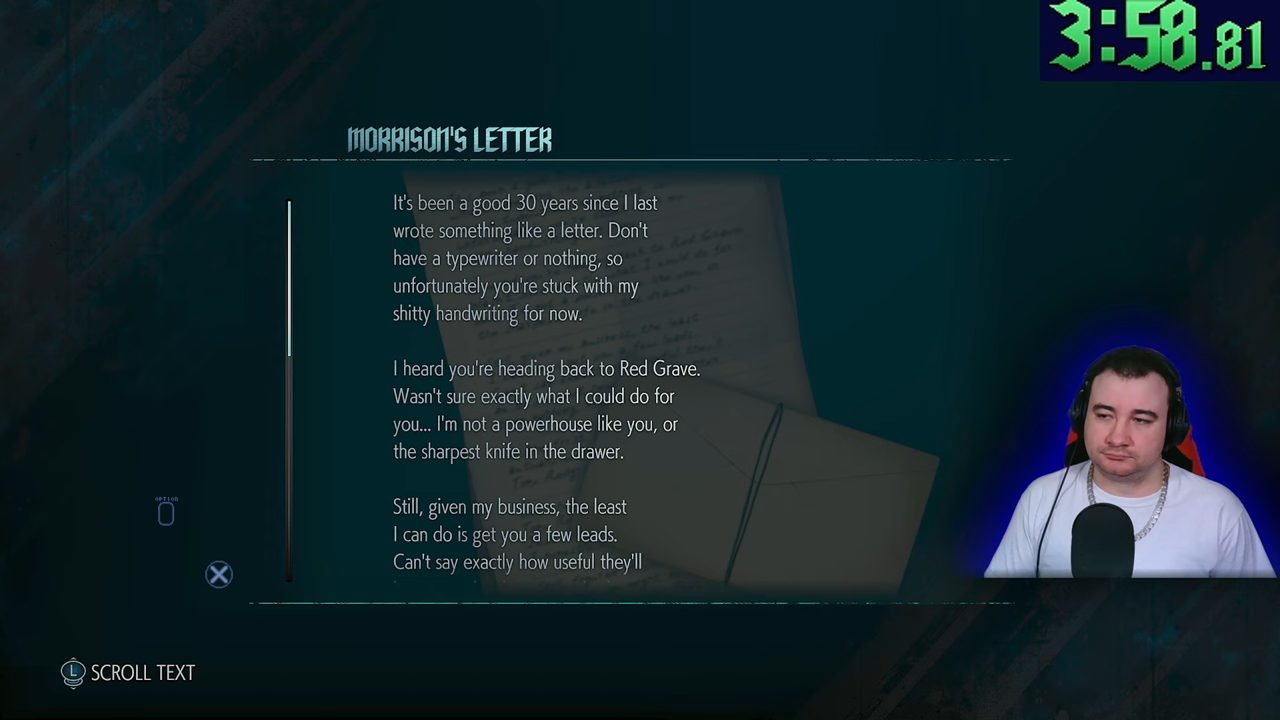 3:58.81
MORRISON'S LETTER
It's been a good 30 years since I last
wrote something like a letter. Don't
have a typewriter or nothing, so
unfortunately you're stuck with my
shitty handwriting for now.
I heard you're heading back to Red Grave.
Wasn't sure exactly what I could do for
you... I'm not a powerhouse like you, or
the sharpest knife in the drawer.
Still, given my business, the least
I can do is get you a few leads.
Can't say exactly how useful they'll
OPTION
L SCROLL TEXT